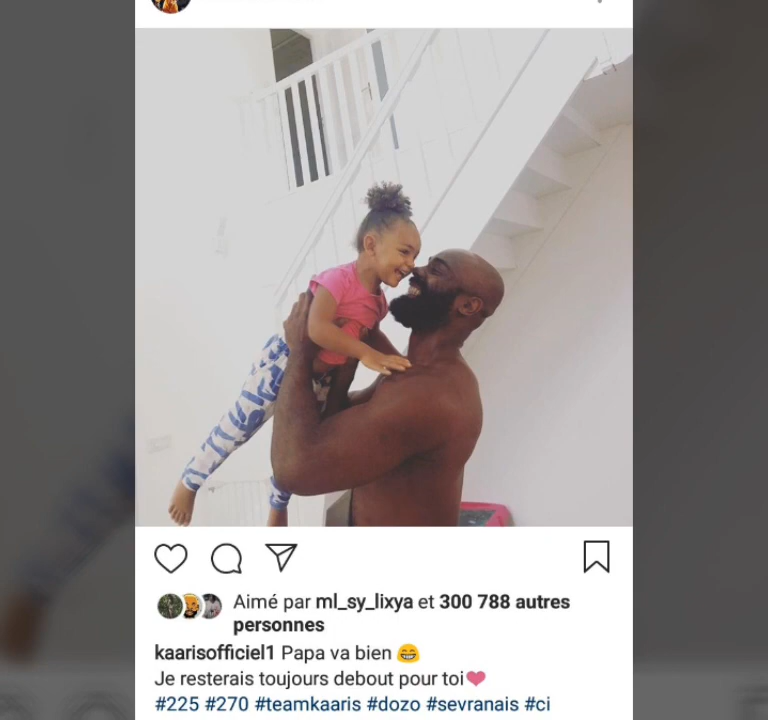 Aimé par ml_sy_lixya et 300 788 autres
personnes
kaarisofficiel1 Papa va bien 😁
Je resterais toujours debout pour toi❤
#225 #270 #teamkaaris #dozo #sevranais #ci